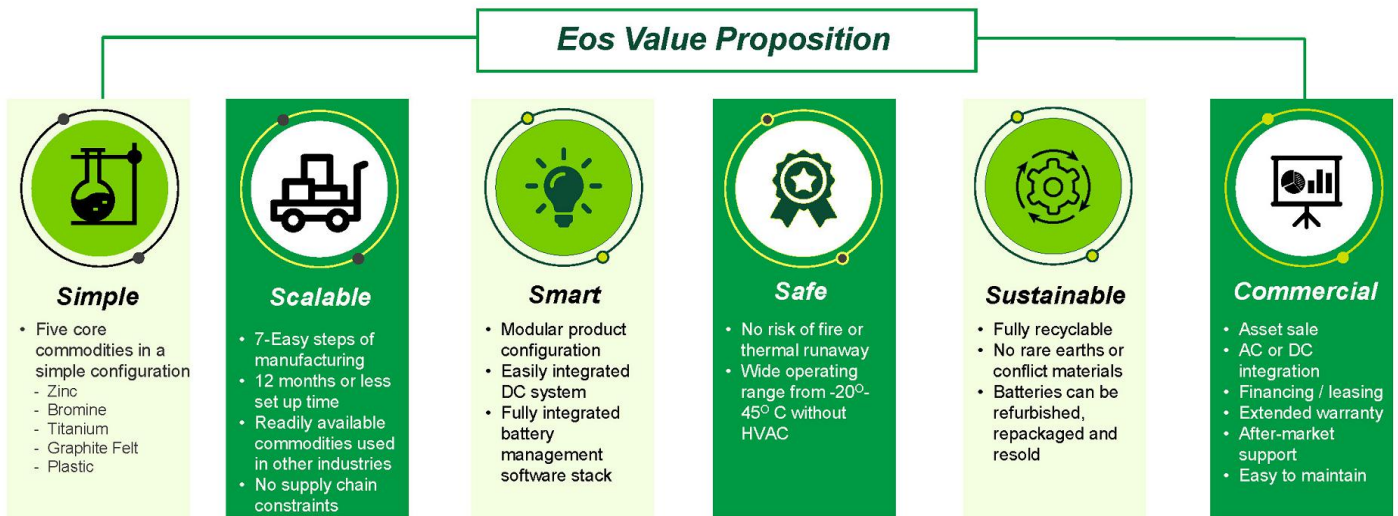 Eos Value Proposition
Simple
• Five core
commodities in a
simple configuration
- Zinc
- Bromine
- Titanium
- Graphite Felt
- Plastic
Scalable
• 7-Easy steps of
manufacturing
• 12 months or less
set up time
• Readily available
commodities used
in other industries
• No supply chain
constraints
Smart
• Modular product
configuration
• Easily integrated
DC system
• Fully integrated
battery
management
software stack
Safe
• No risk of fire or
thermal runaway
• Wide operating
range from -20°-
45° C without
HVAC
Sustainable
• Fully recyclable
• No rare earths or
conflict materials
• Batteries can be
refurbished,
repackaged and
resold
Commercial
• Asset sale
• AC or DC
integration
• Financing / leasing
• Extended warranty
• After-market
support
• Easy to maintain